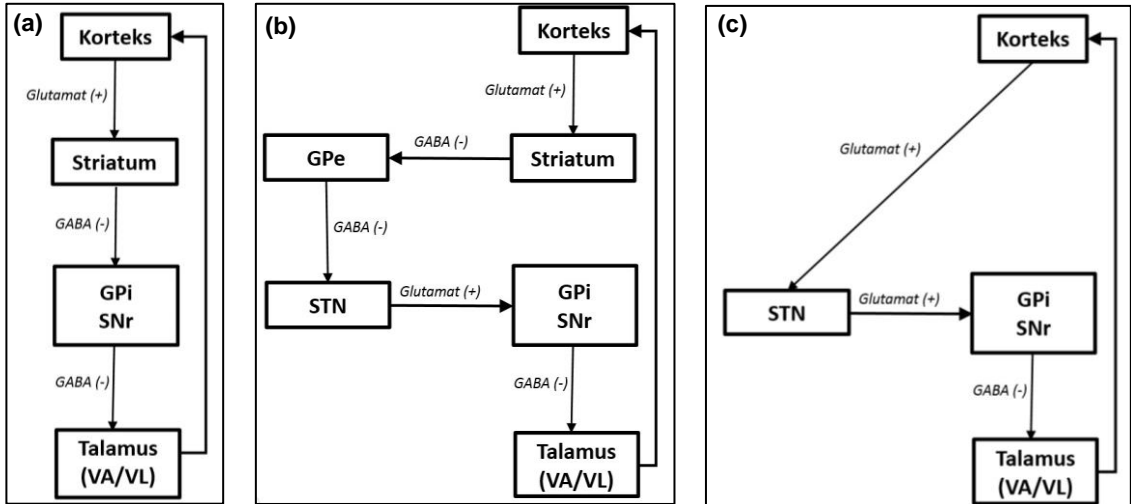 (a)
Korteks
Glutamat (+)
Striatum
GABA (-)
GPi
SNr
GABA (-)
Talamus
(VA/VL)
(b)
Korteks
Glutamat (+)
GABA (-)
GPe
Striatum
GABA (-)
STN
Glutamat (+)
GPi
SNr
GABA (-)
Talamus
(VA/VL)
(c)
Korteks
Glutamat (+)
STN
Glutamat (+)
GPi
SNr
GABA (-)
Talamus
(VA/VL)